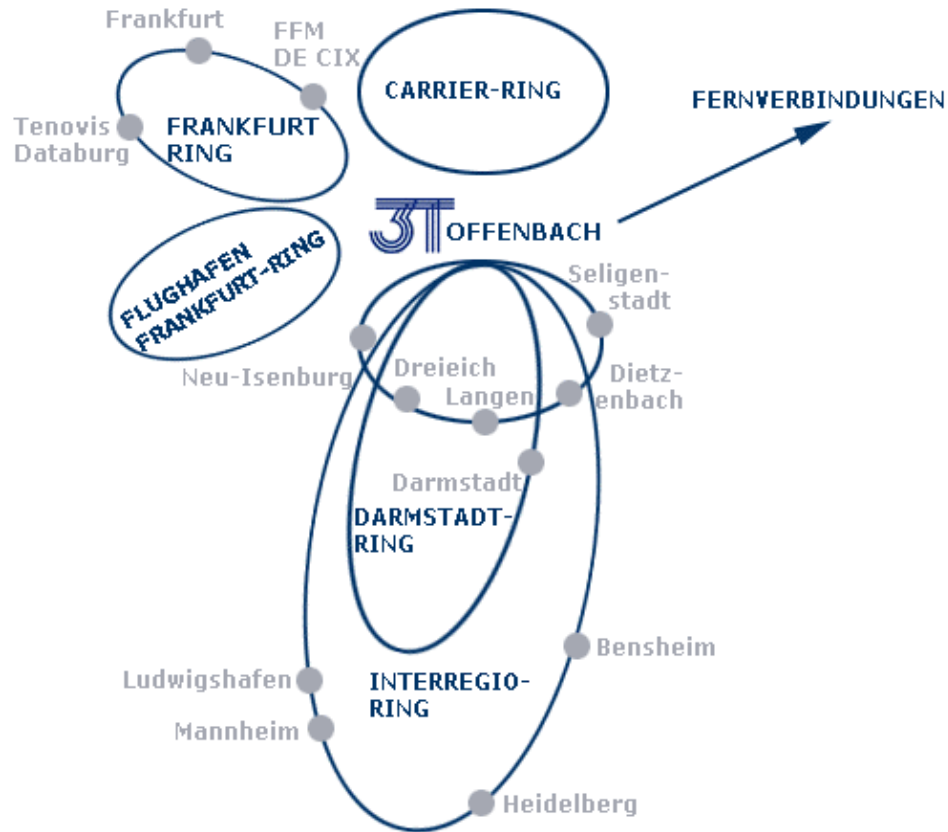 Frankfurt
FFM
DE CIX
CARRIER-RING
FERNVERBINDUNGEN
Tenovis
Databurg
FRANKFURT
RING
3T OFFENBACH
FLUGHAFEN
FRANKFURT-RING
Seligen-
stadt
Neu-Isenburg
Dreieich
Langen
Dietz-
enbach
Darmstadt
DARMSTADT-
RING
Bensheim
Ludwigshafen
INTERREGIO-
RING
Mannheim
Heidelberg